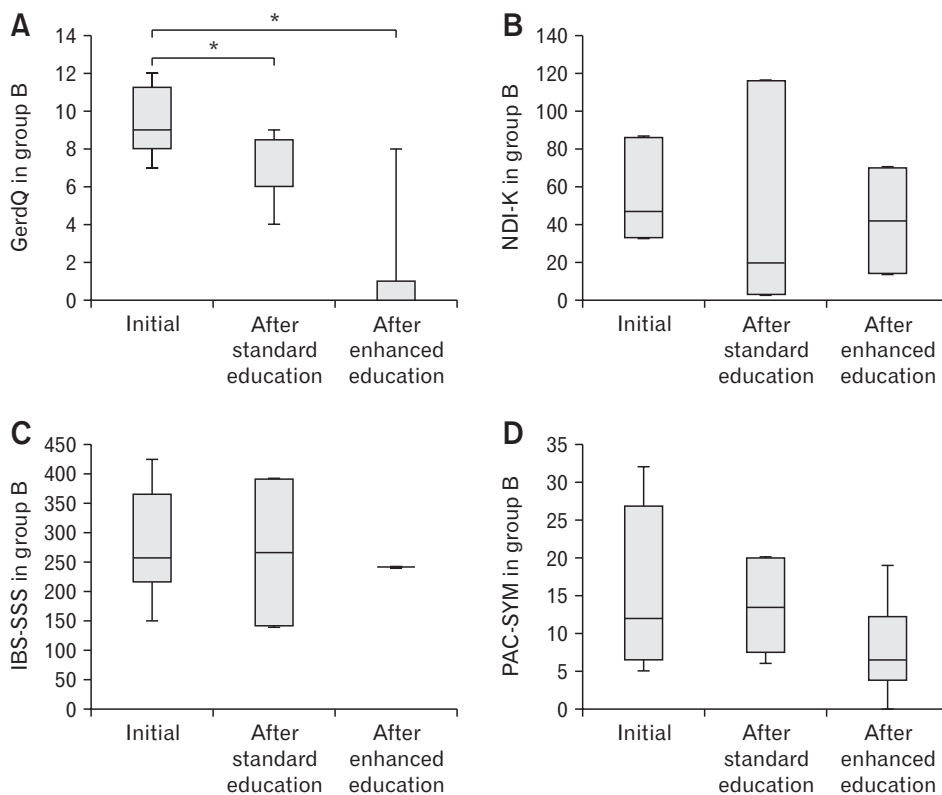 A
GerdQ in group B
14
12
10
8
6
4
2
0
*
*
Initial
After
standard
education
After
enhanced
education
B
NDI-K in group B
140
120
100
80
60
40
20
0
Initial
After
standard
education
After
enhanced
education
C
IBS-SSS in group B
450
400
350
300
250
200
150
100
50
0
Initial
After
standard
education
After
enhanced
education
D
PAC-SYM in group B
35
30
25
20
15
10
5
0
Initial
After
standard
education
After
enhanced
education